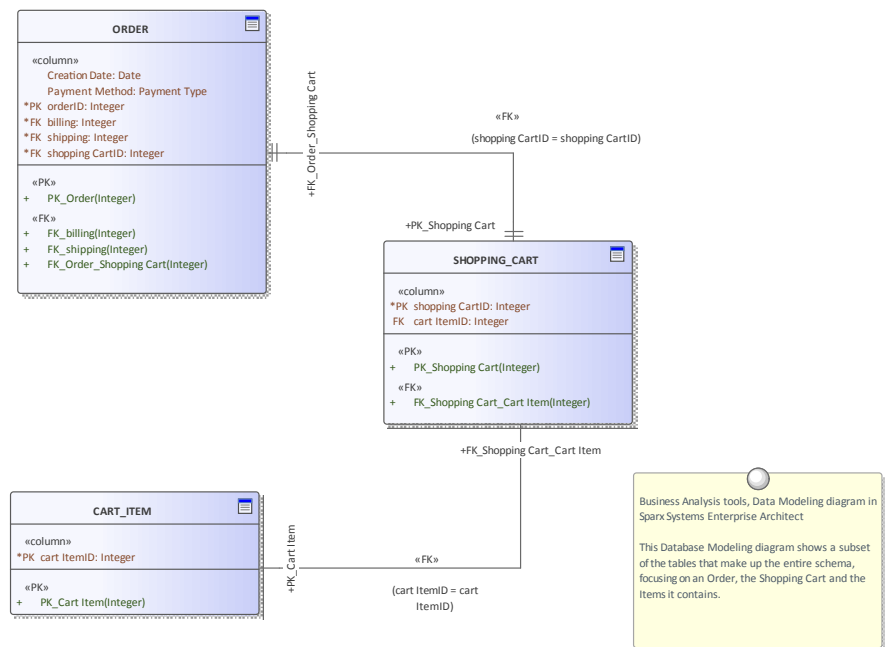 ORDER
«column»
Creation Date: Date
Payment Method: Payment Type
*PK orderID: Integer
*FK billing: Integer
*FK shipping: Integer
*FK shopping CartID: Integer
«PK»
+ PK_Order(Integer)
«FK»
+ FK_billing(Integer)
+ FK_shipping(Integer)
+ FK_Order_Shopping Cart(Integer)
+FK_Order_Shopping Cart
«FK»
(shopping CartID = shopping CartID)
+PK_Shopping Cart
SHOPPING_CART
«column»
*PK shopping CartID: Integer
FK cart ItemID: Integer
«PK»
+ PK_Shopping Cart(Integer)
«FK»
+ FK_Shopping Cart_Cart Item(Integer)
+FK_Shopping Cart_Cart Item
CART_ITEM
«column»
*PK cart ItemID: Integer
«PK»
+ PK_Cart Item(Integer)
+PK_Cart Item
«FK»
(cart ItemID = cart
ItemID)
Business Analysis tools, Data Modeling diagram in
Sparx Systems Enterprise Architect
This Database Modeling diagram shows a subset
of the tables that make up the entire schema,
focusing on an Order, the Shopping Cart and the
Items it contains.